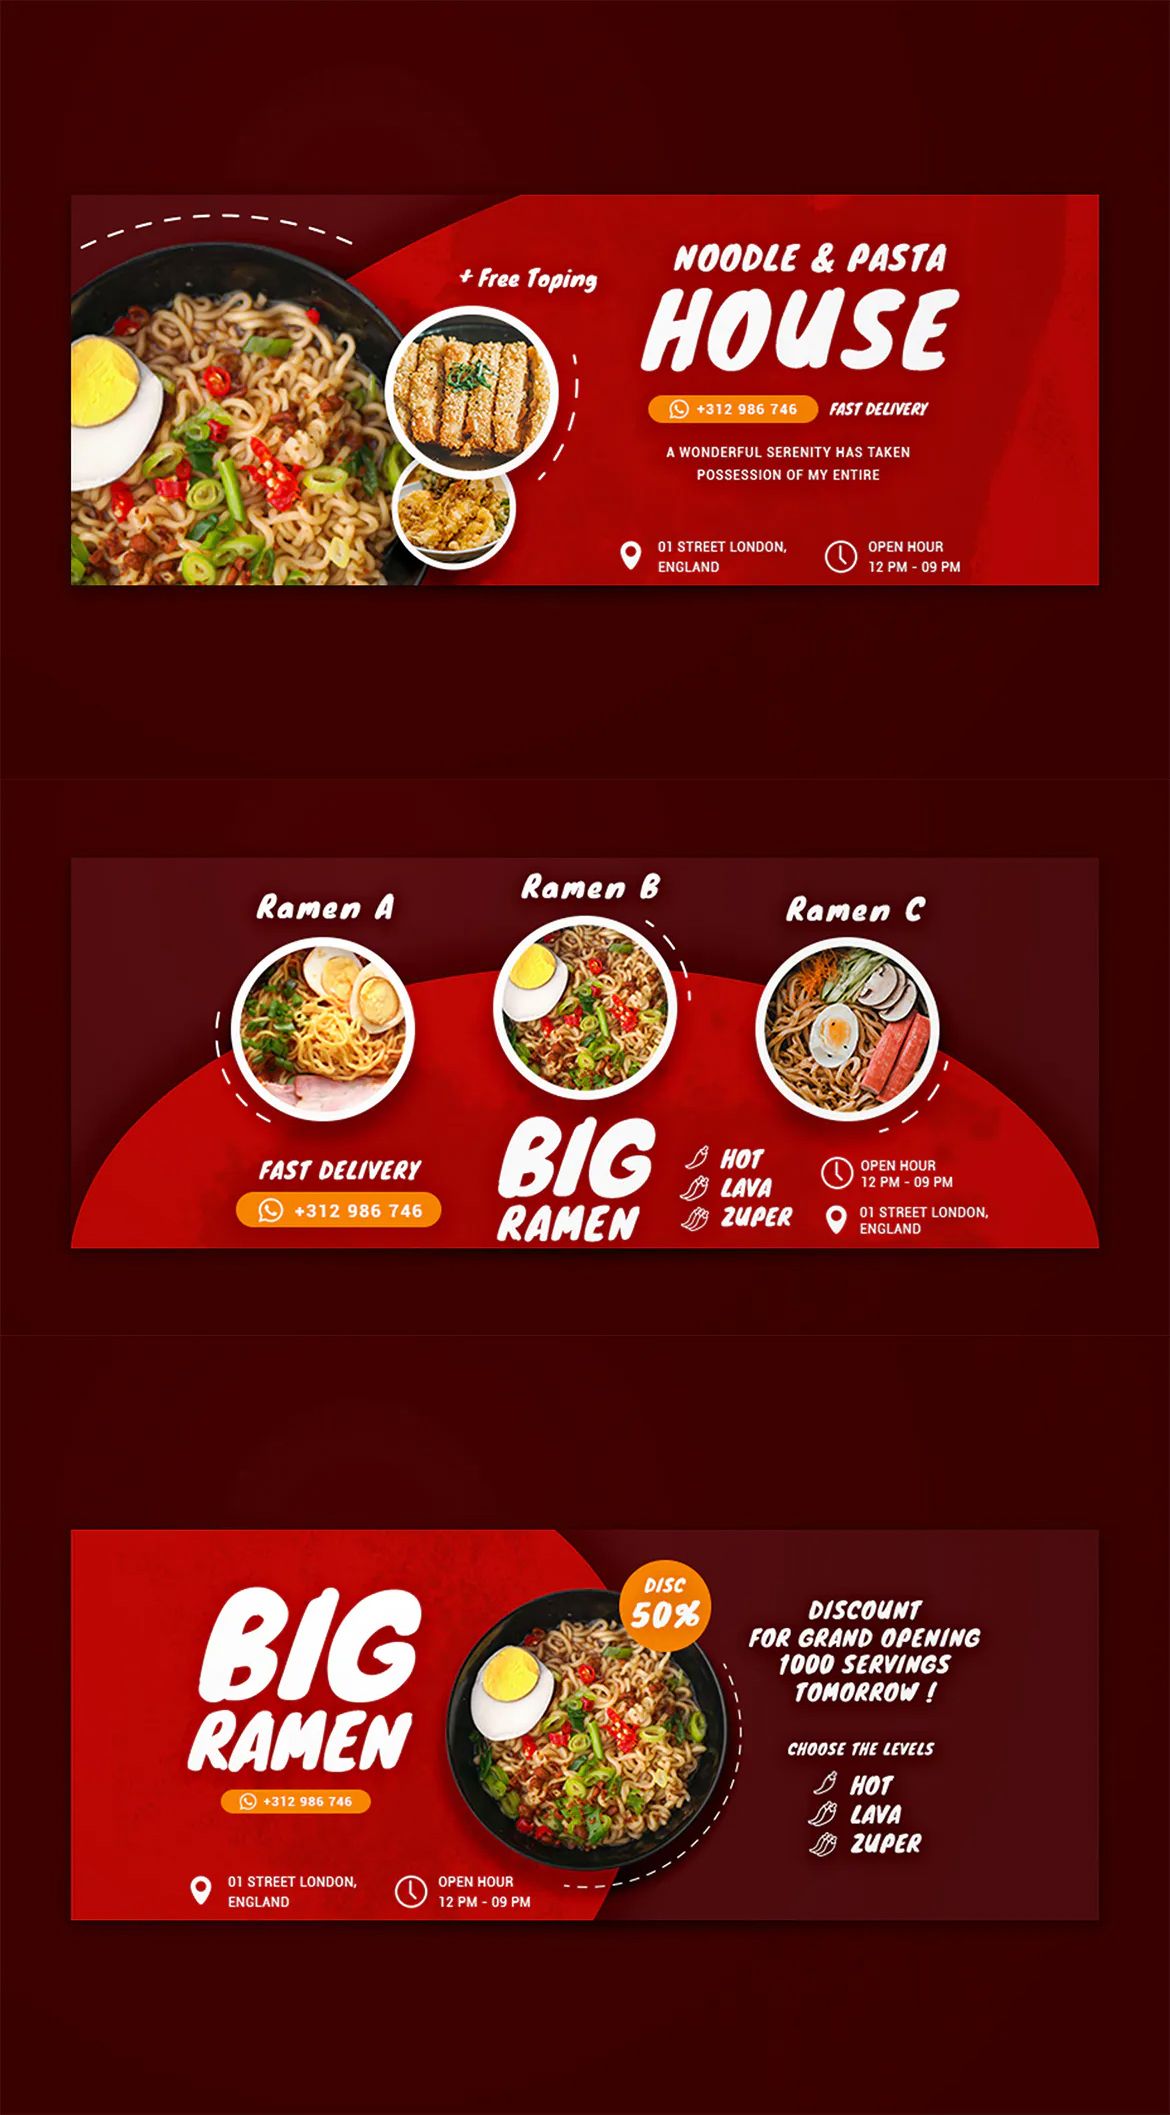 + Free Toping
NOODLE & PASTA
HOUSE
+312 986 746
FAST DELIVERY
A WONDERFUL SERENITY HAS TAKEN
POSSESSION OF MY ENTIRE
01 STREET LONDON,
ENGLAND
OPEN HOUR
12 PM - 09 PM
Ramen A
Ramen B
Ramen C
FAST DELIVERY
+312 986 746
BIG
RAMEN
HOT
LAVA
ZUPER
OPEN HOUR
12 PM - 09 PM
01 STREET LONDON,
ENGLAND
BIG
RAMEN
+312 986 746
01 STREET LONDON,
ENGLAND
OPEN HOUR
12 PM - 09 PM
DISC
50%
DISCOUNT
FOR GRAND OPENING
1000 SERVINGS
TOMORROW !
CHOOSE THE LEVELS
HOT
LAVA
ZUPER